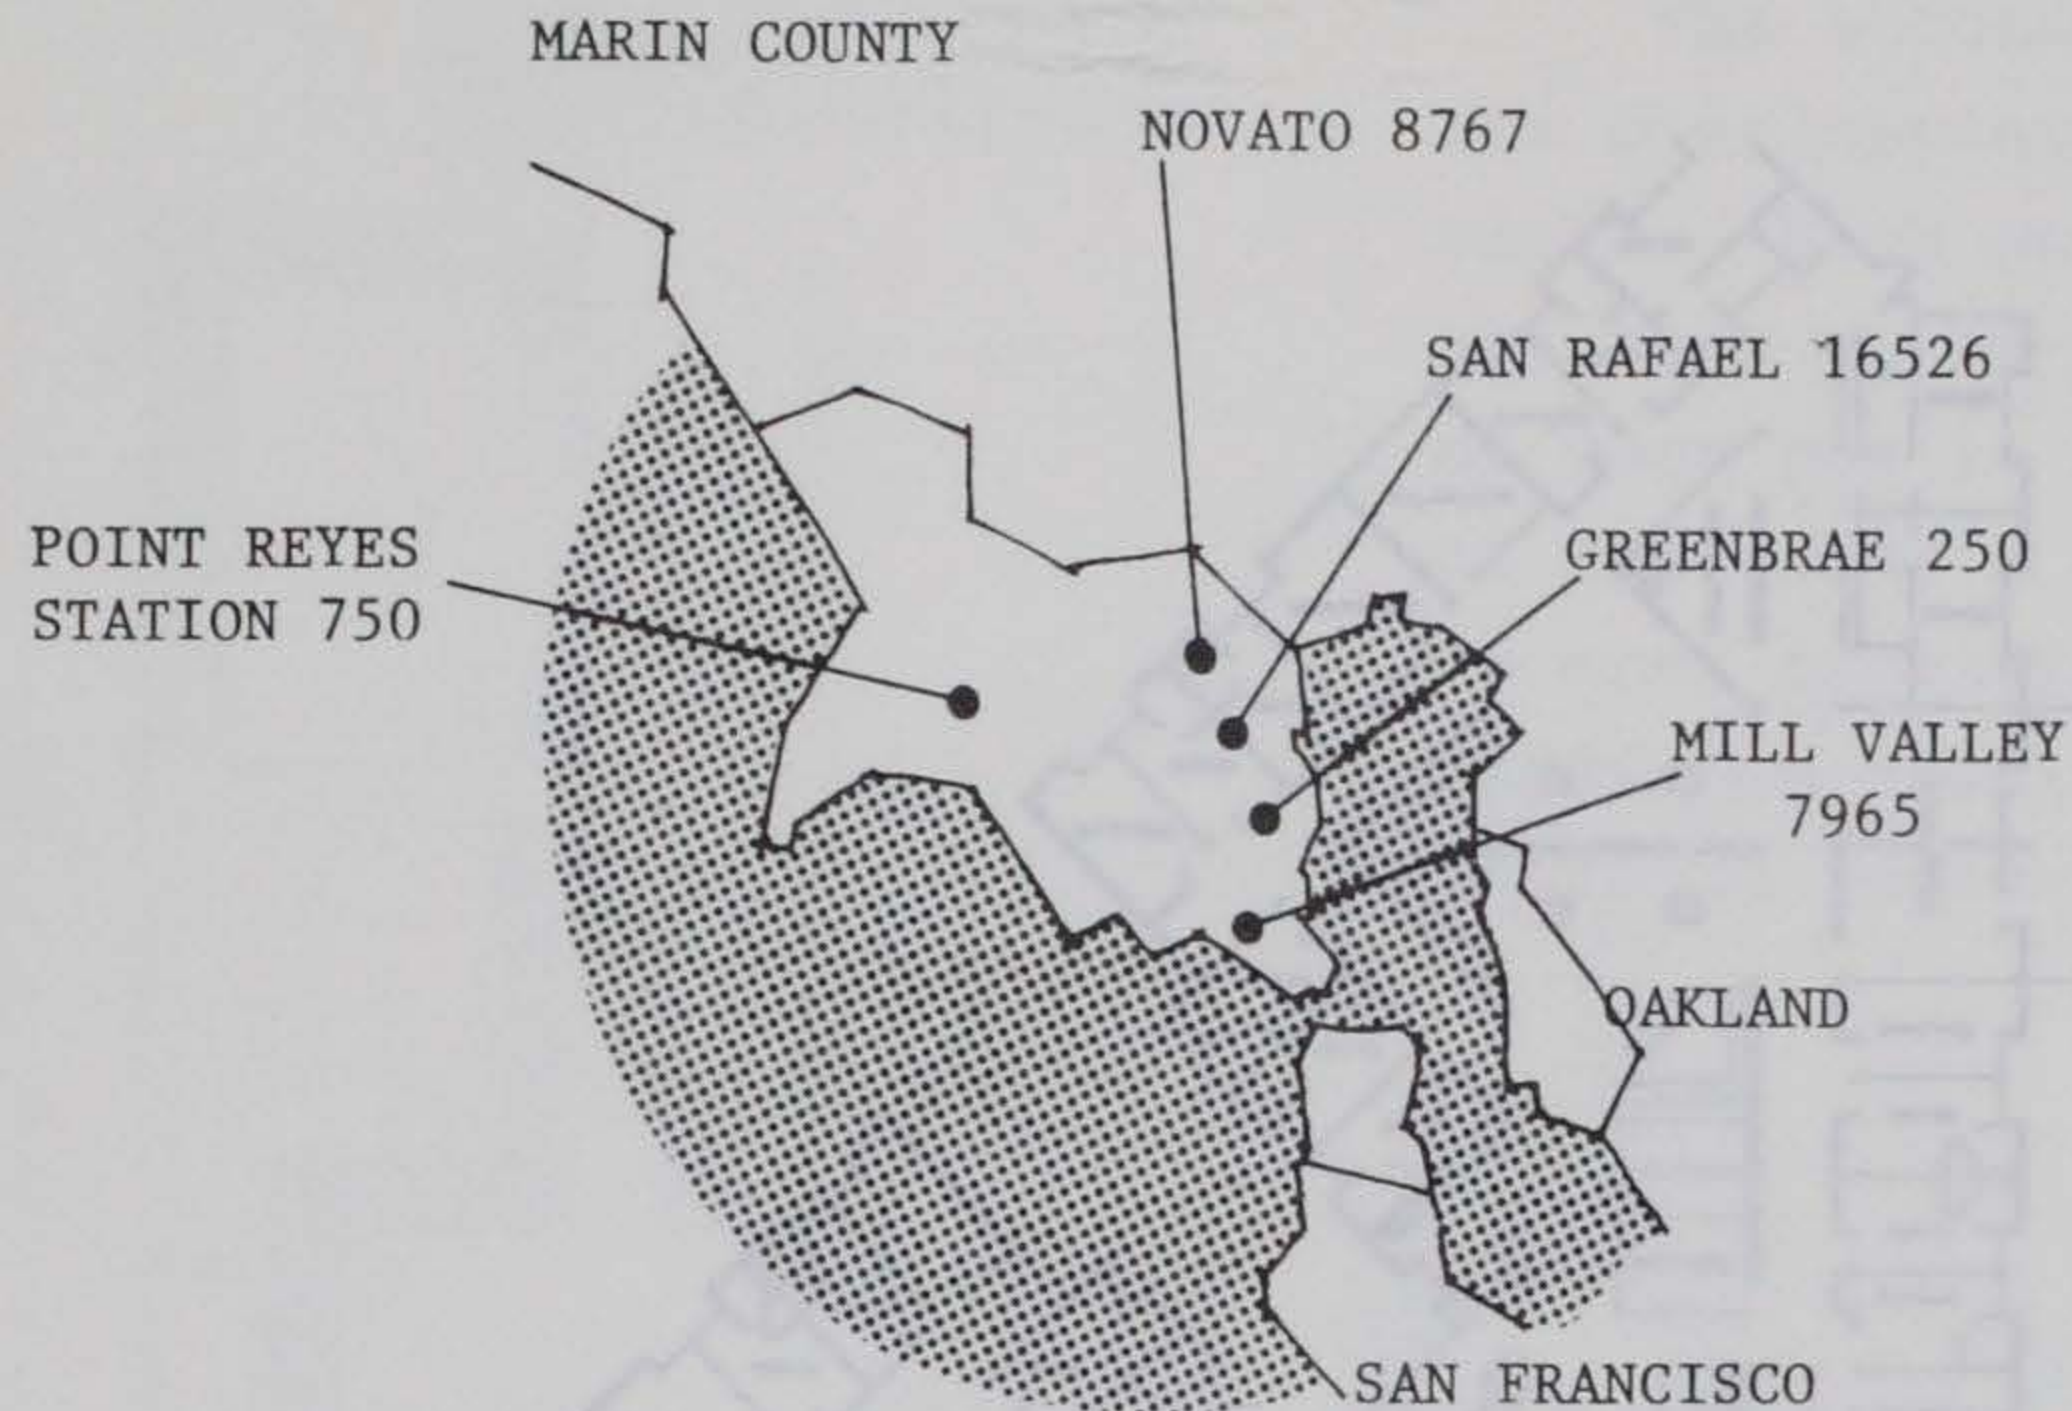 MARIN COUNTY
NOVATO 8767
SAN RAFAEL 16526
POINT REYES
STATION 750
GREENBRAE 250
MILL VALLEY
7965
OAKLAND
SAN FRANCISCO